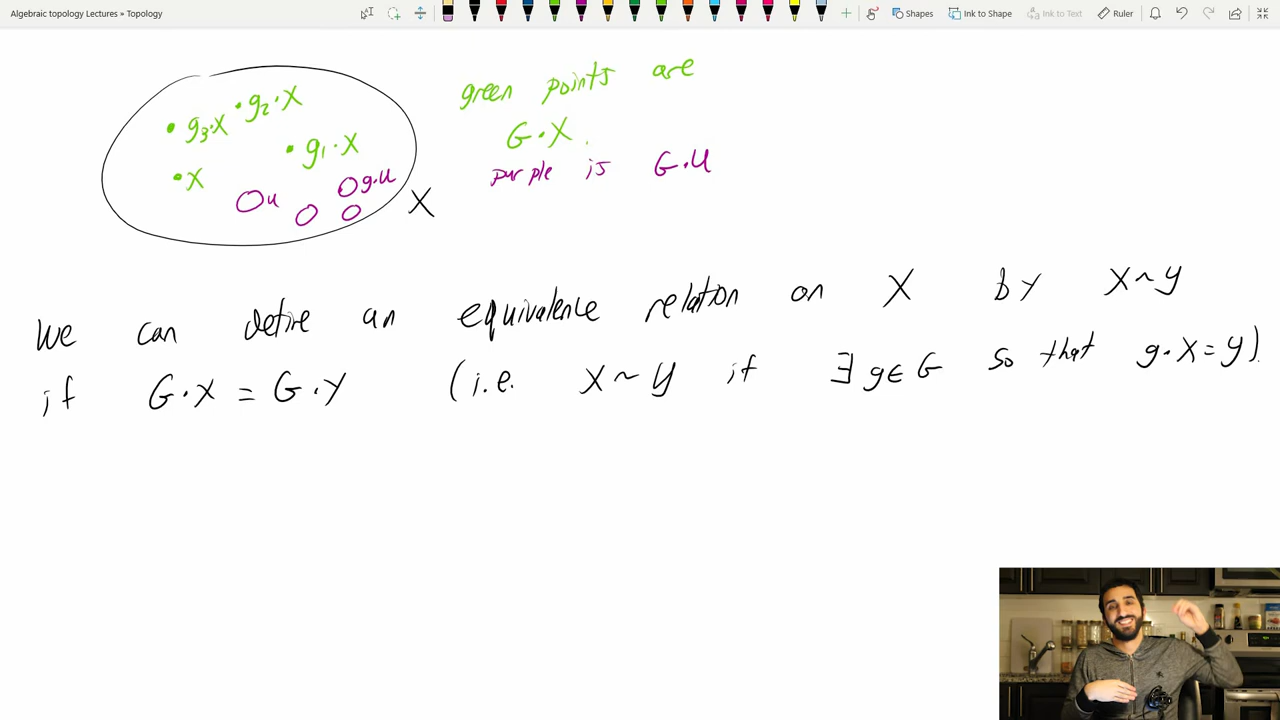 Algebraic topology Lectures » Topology
Shapes
Ink to Shape
Ink to Text
Ruler
g₃·x
g₂·x
g₁·x
x
u
g·u
X
green points are
G·x.
purple is G·u
We can define an equivalence relation on X by x~y
if G·x = G·y (i.e. x~y if ∃ g∈G so that g·x=y).